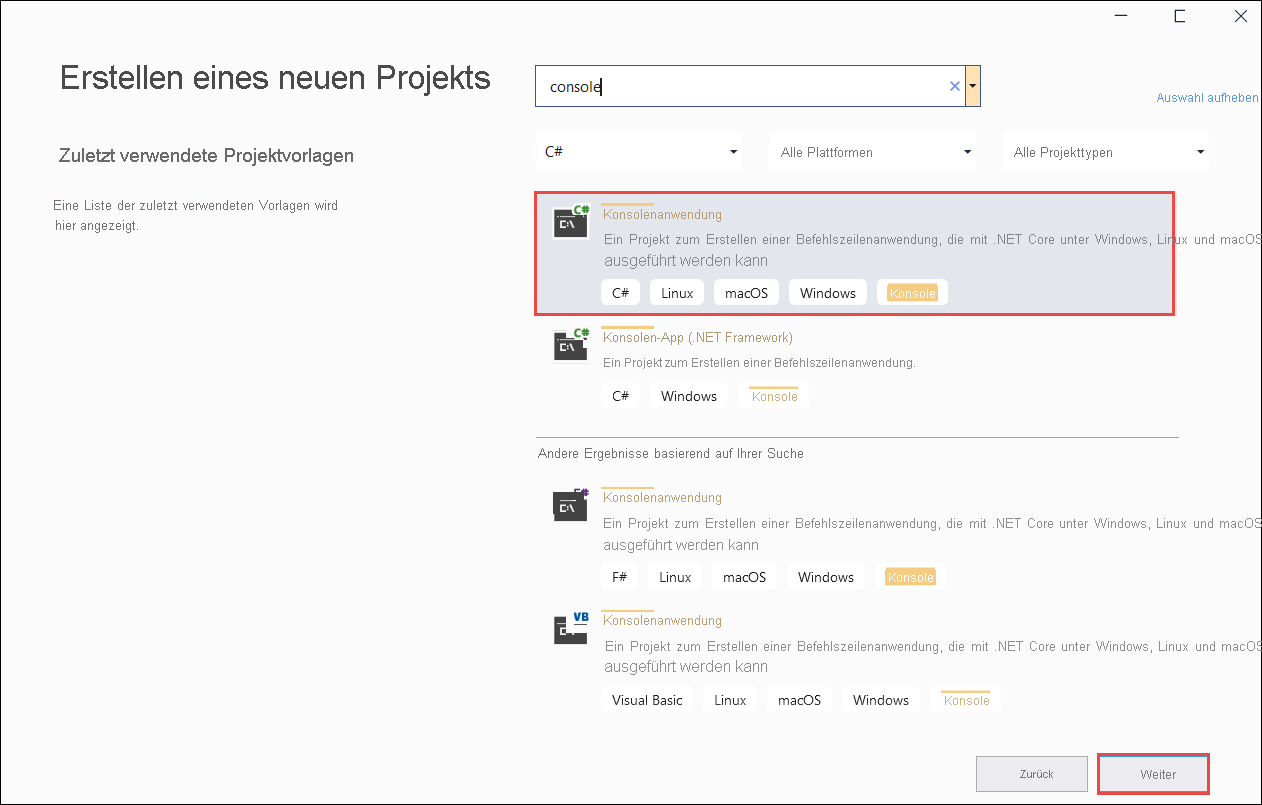 Erstellen eines neuen Projekts
console
Auswahl aufheben
Zuletzt verwendete Projektvorlagen
C#
Alle Plattformen
Alle Projekttypen
Eine Liste der zuletzt verwendeten Vorlagen wird
hier angezeigt.
C#
C:\
Konsolenanwendung
Ein Projekt zum Erstellen einer Befehlszeilenanwendung, die mit .NET Core unter Windows, Linux und macOS
ausgeführt werden kann
C# Linux macOS Windows Konsole
C#
C:\
Konsolen-App (.NET Framework)
Ein Projekt zum Erstellen einer Befehlszeilenanwendung.
C# Windows Konsole
Andere Ergebnisse basierend auf Ihrer Suche
F#
C:\
Konsolenanwendung
Ein Projekt zum Erstellen einer Befehlszeilenanwendung, die mit .NET Core unter Windows, Linux und macOS
ausgeführt werden kann
F# Linux macOS Windows Konsole
VB
Konsolenanwendung
Ein Projekt zum Erstellen einer Befehlszeilenanwendung, die mit .NET Core unter Windows, Linux und macOS
ausgeführt werden kann
Visual Basic Linux macOS Windows Konsole
Zurück
Weiter